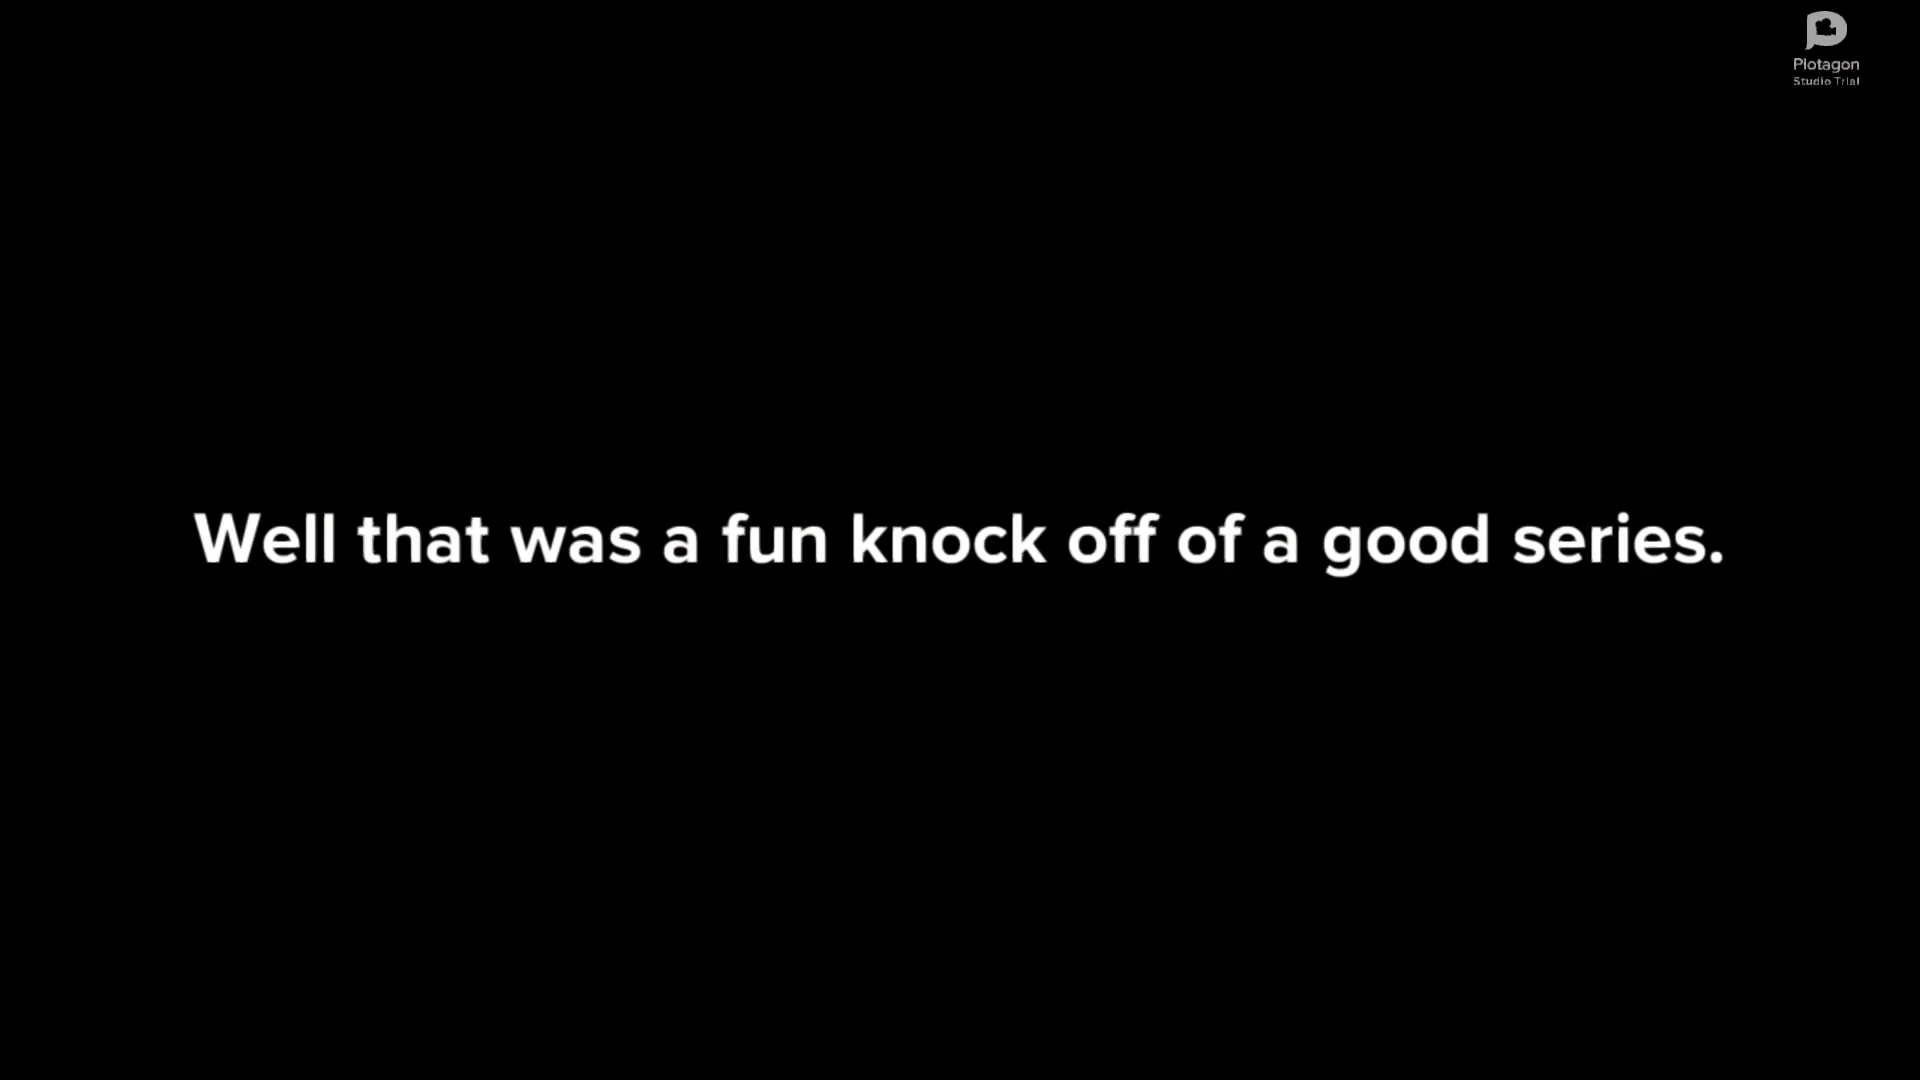 Plotagon
Studio Trial
Well that was a fun knock off of a good series.